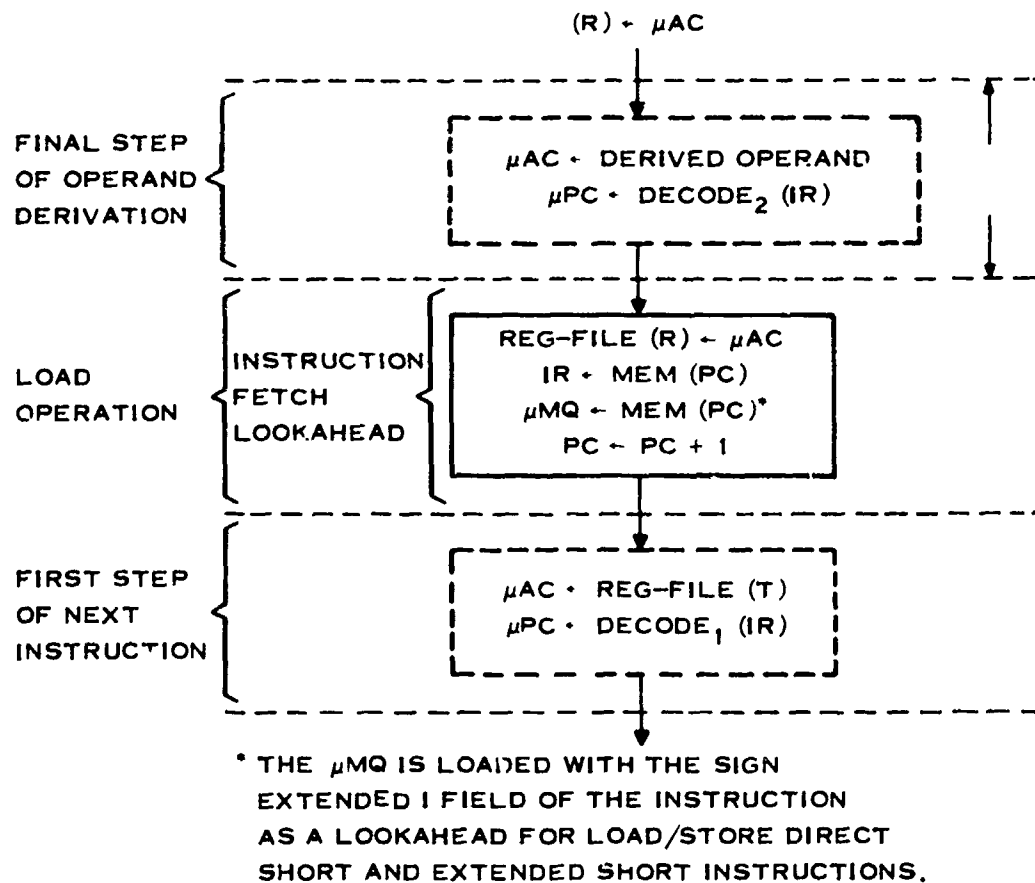 (R) ← μAC
FINAL STEP
OF OPERAND
DERIVATION
μAC ← DERIVED OPERAND
μPC ← DECODE₂ (IR)
LOAD
OPERATION
INSTRUCTION
FETCH
LOOKAHEAD
REG-FILE (R) ← μAC
IR ← MEM (PC)
μMQ ← MEM (PC)*
PC ← PC + 1
FIRST STEP
OF NEXT
INSTRUCTION
μAC ← REG-FILE (T)
μPC ← DECODE₁ (IR)
* THE μMQ IS LOADED WITH THE SIGN
EXTENDED I FIELD OF THE INSTRUCTION
AS A LOOKAHEAD FOR LOAD/STORE DIRECT
SHORT AND EXTENDED SHORT INSTRUCTIONS.